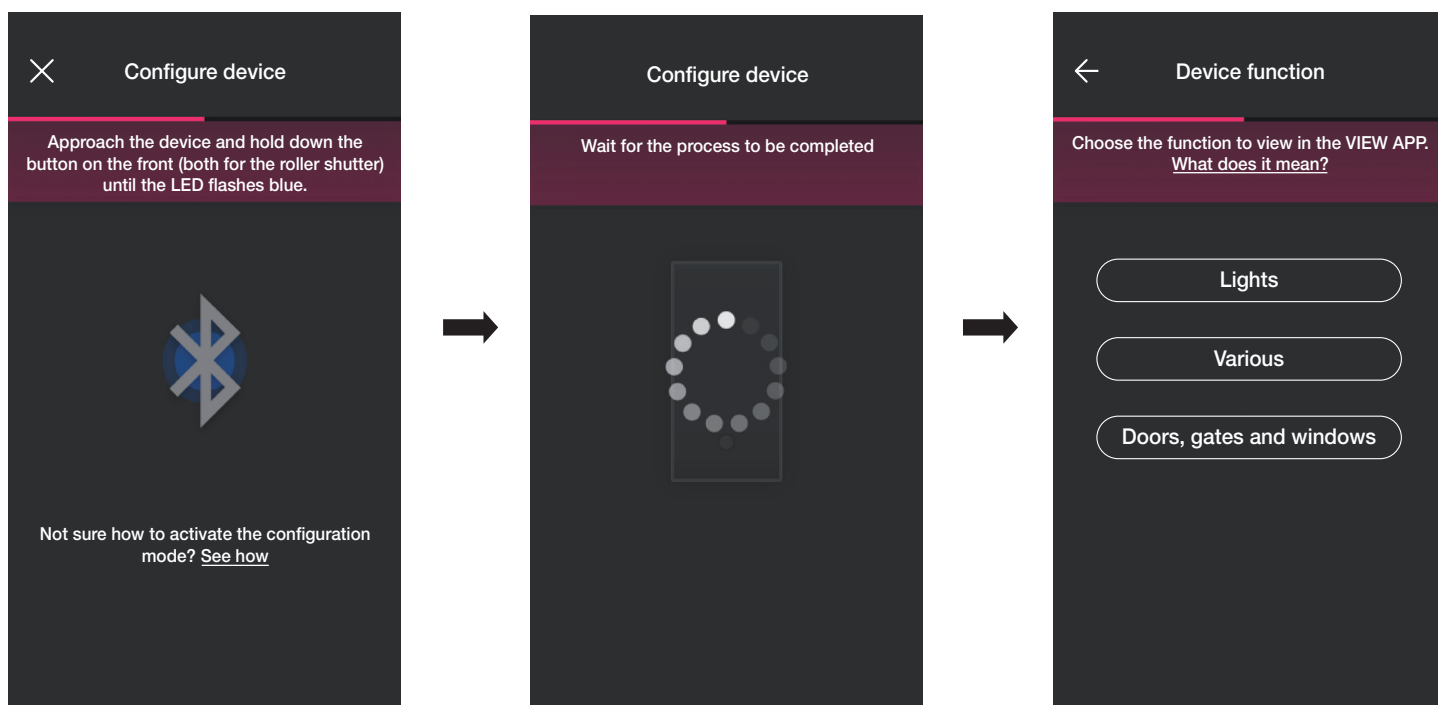 Configure device
Approach the device and hold down the
button on the front (both for the roller shutter)
until the LED flashes blue.
Not sure how to activate the configuration
mode? See how
Configure device
Wait for the process to be completed
Device function
Choose the function to view in the VIEW APP.
What does it mean?
Lights
Various
Doors, gates and windows